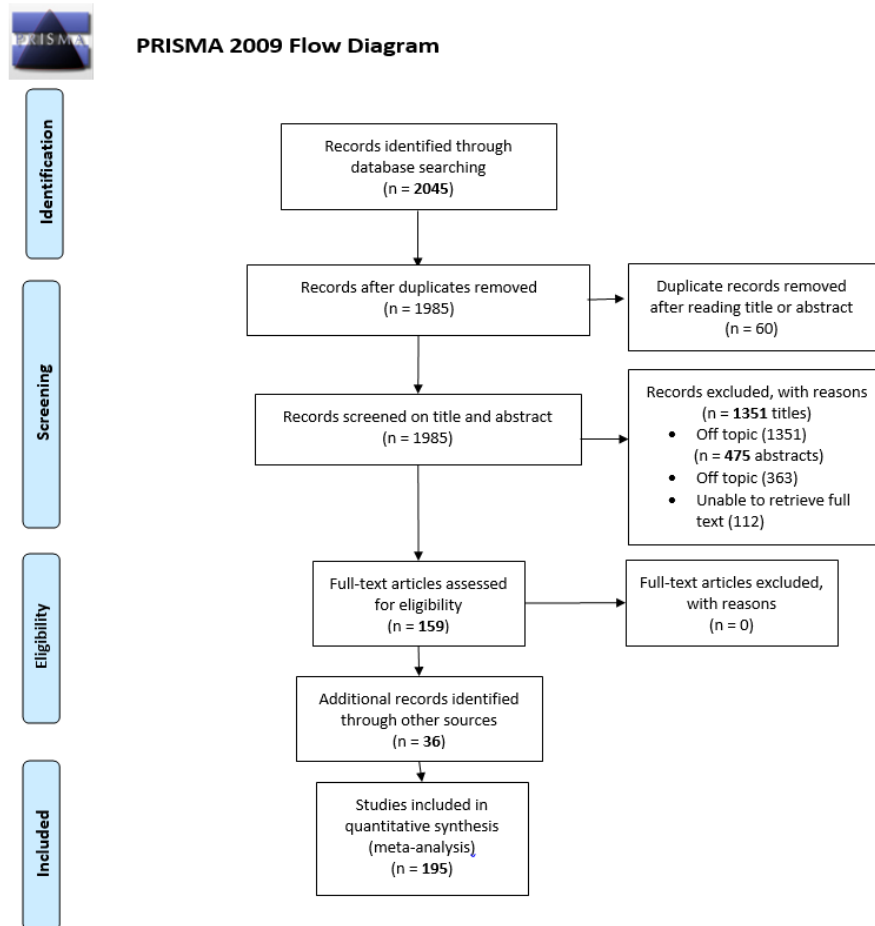 PRISMA
PRISMA 2009 Flow Diagram
Identification
Records identified through
database searching
(n = 2045)
Screening
Records after duplicates removed
(n = 1985)
Duplicate records removed
after reading title or abstract
(n = 60)
Records screened on title and abstract
(n = 1985)
Records excluded, with reasons
(n = 1351 titles)
• Off topic (1351)
(n = 475 abstracts)
• Off topic (363)
• Unable to retrieve full
text (112)
Eligibility
Full-text articles assessed
for eligibility
(n = 159)
Full-text articles excluded,
with reasons
(n = 0)
Additional records identified
through other sources
(n = 36)
Included
Studies included in
quantitative synthesis
(meta-analysis)
(n = 195)